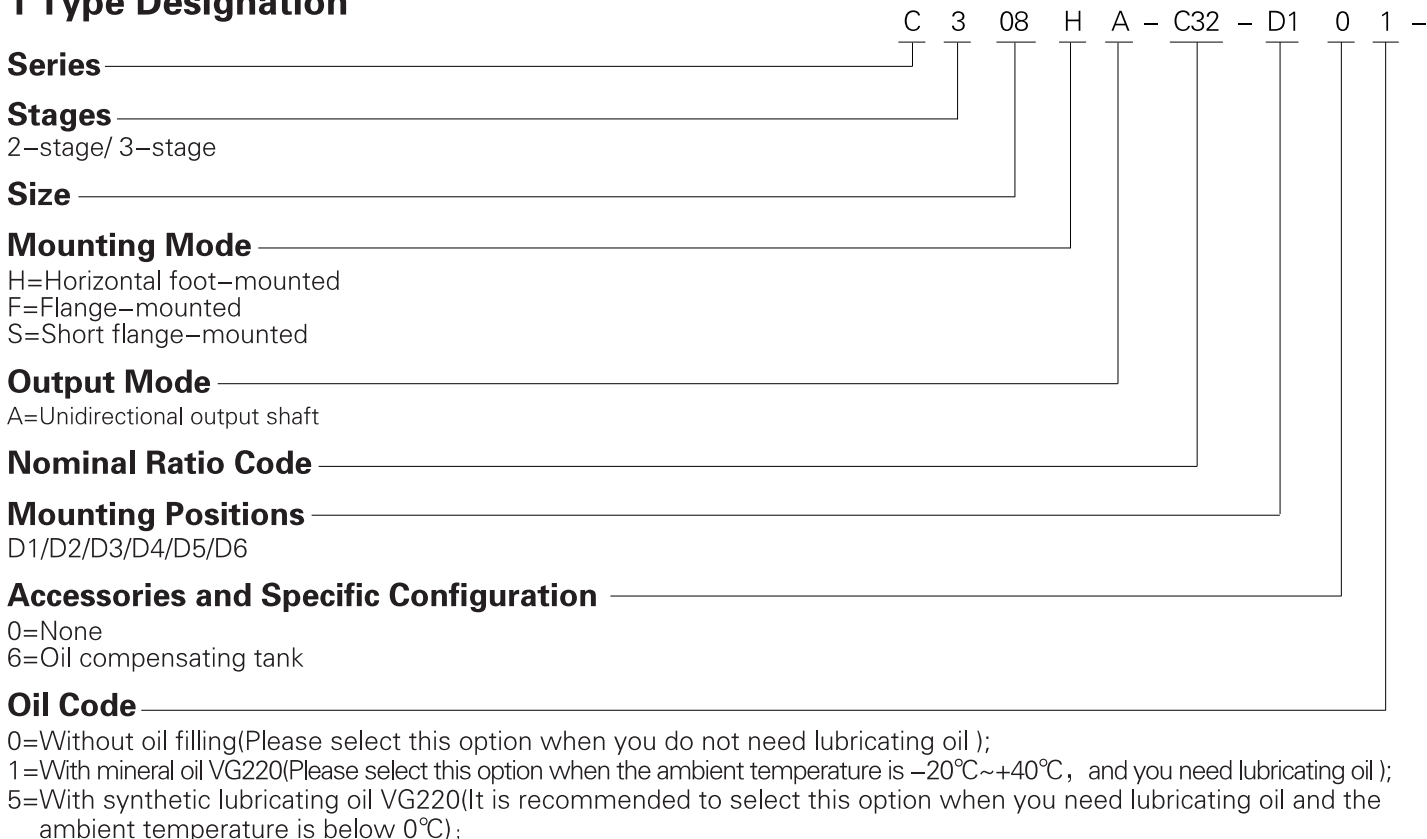 1 Type Designation
C 3 08 H A – C32 – D1 0 1 –
Series
Stages
2–stage/ 3–stage
Size
Mounting Mode
H=Horizontal foot–mounted
F=Flange–mounted
S=Short flange–mounted
Output Mode
A=Unidirectional output shaft
Nominal Ratio Code
Mounting Positions
D1/D2/D3/D4/D5/D6
Accessories and Specific Configuration
0=None
6=Oil compensating tank
Oil Code
0=Without oil filling(Please select this option when you do not need lubricating oil );
1=With mineral oil VG220(Please select this option when the ambient temperature is –20℃~+40℃, and you need lubricating oil );
5=With synthetic lubricating oil VG220(It is recommended to select this option when you need lubricating oil and the
ambient temperature is below 0℃);